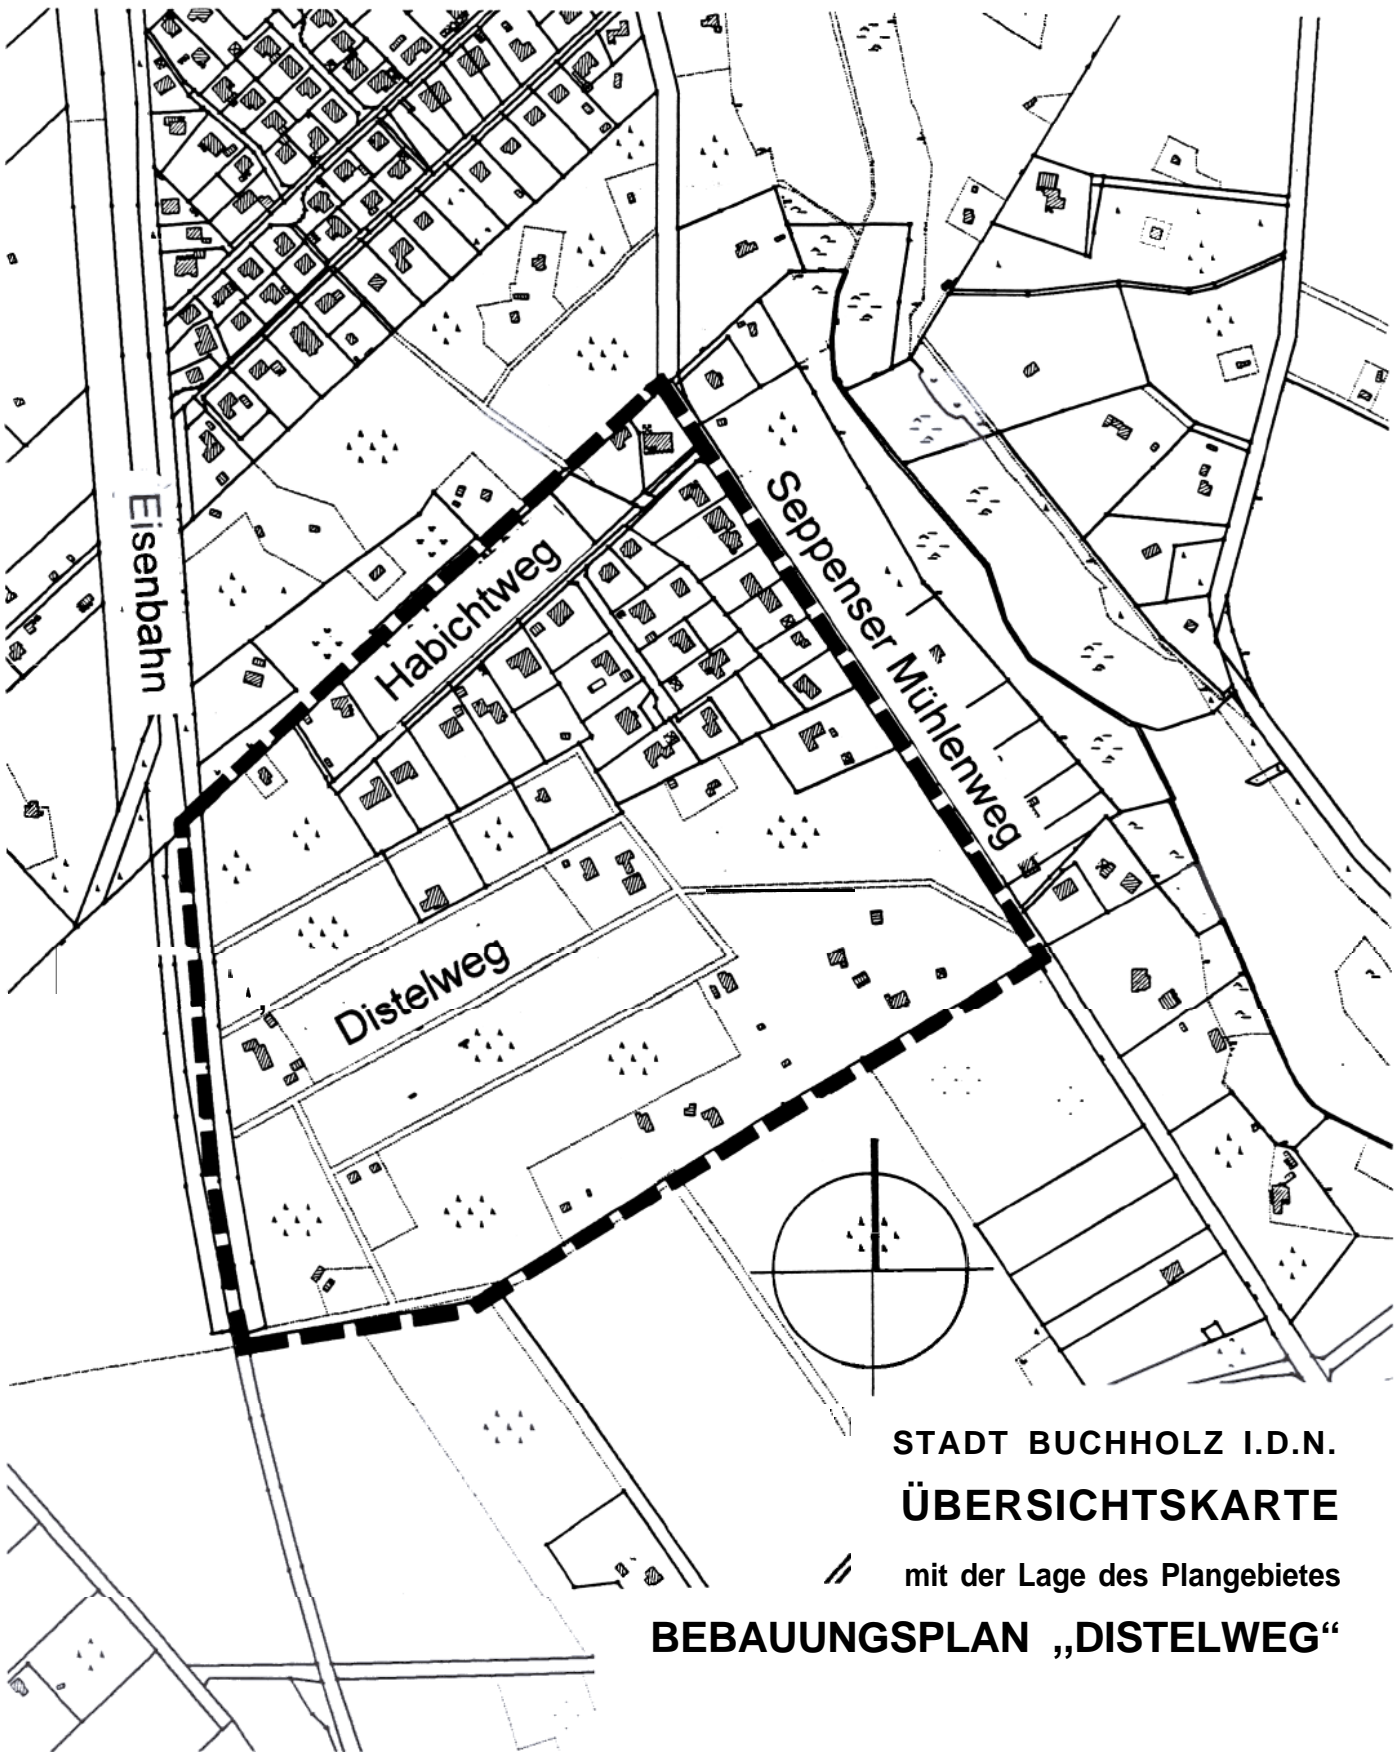 Eisenbahn
Habichtweg
Seppenser Mühlenweg
Distelweg
STADT BUCHHOLZ I.D.N.
ÜBERSICHTSKARTE
mit der Lage des Plangebietes
BEBAUUNGSPLAN „DISTELWEG“